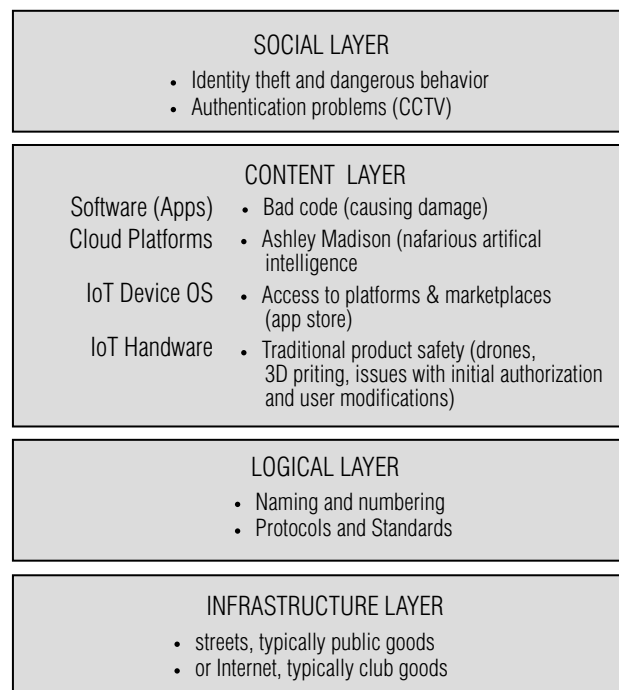 SOCIAL LAYER
• Identity theft and dangerous behavior
• Authentication problems (CCTV)
CONTENT LAYER
Software (Apps) • Bad code (causing damage)
Cloud Platforms • Ashley Madison (nafarious artifical
intelligence
IoT Device OS • Access to platforms & marketplaces
(app store)
IoT Hardware • Traditional product safety (drones,
3D priting, issues with initial authorization
and user modifications)
LOGICAL LAYER
• Naming and numbering
• Protocols and Standards
INFRASTRUCTURE LAYER
• streets, typically public goods
• or Internet, typically club goods